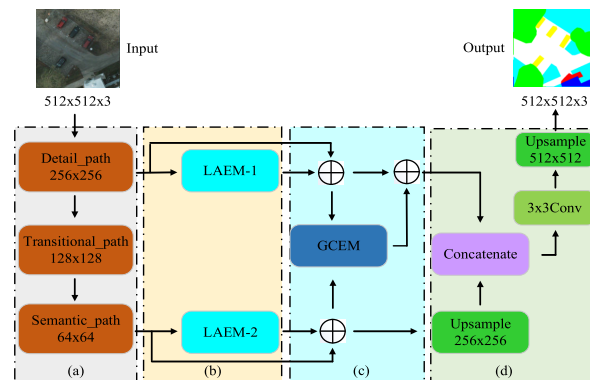 Input
Output
512x512x3
512x512x3
Detail_path
256x256
LAEM-1
Upsample
512x512
3x3Conv
Transitional_path
128x128
GCEM
Concatenate
Semantic_path
64x64
LAEM-2
Upsample
256x256
(a)
(b)
(c)
(d)